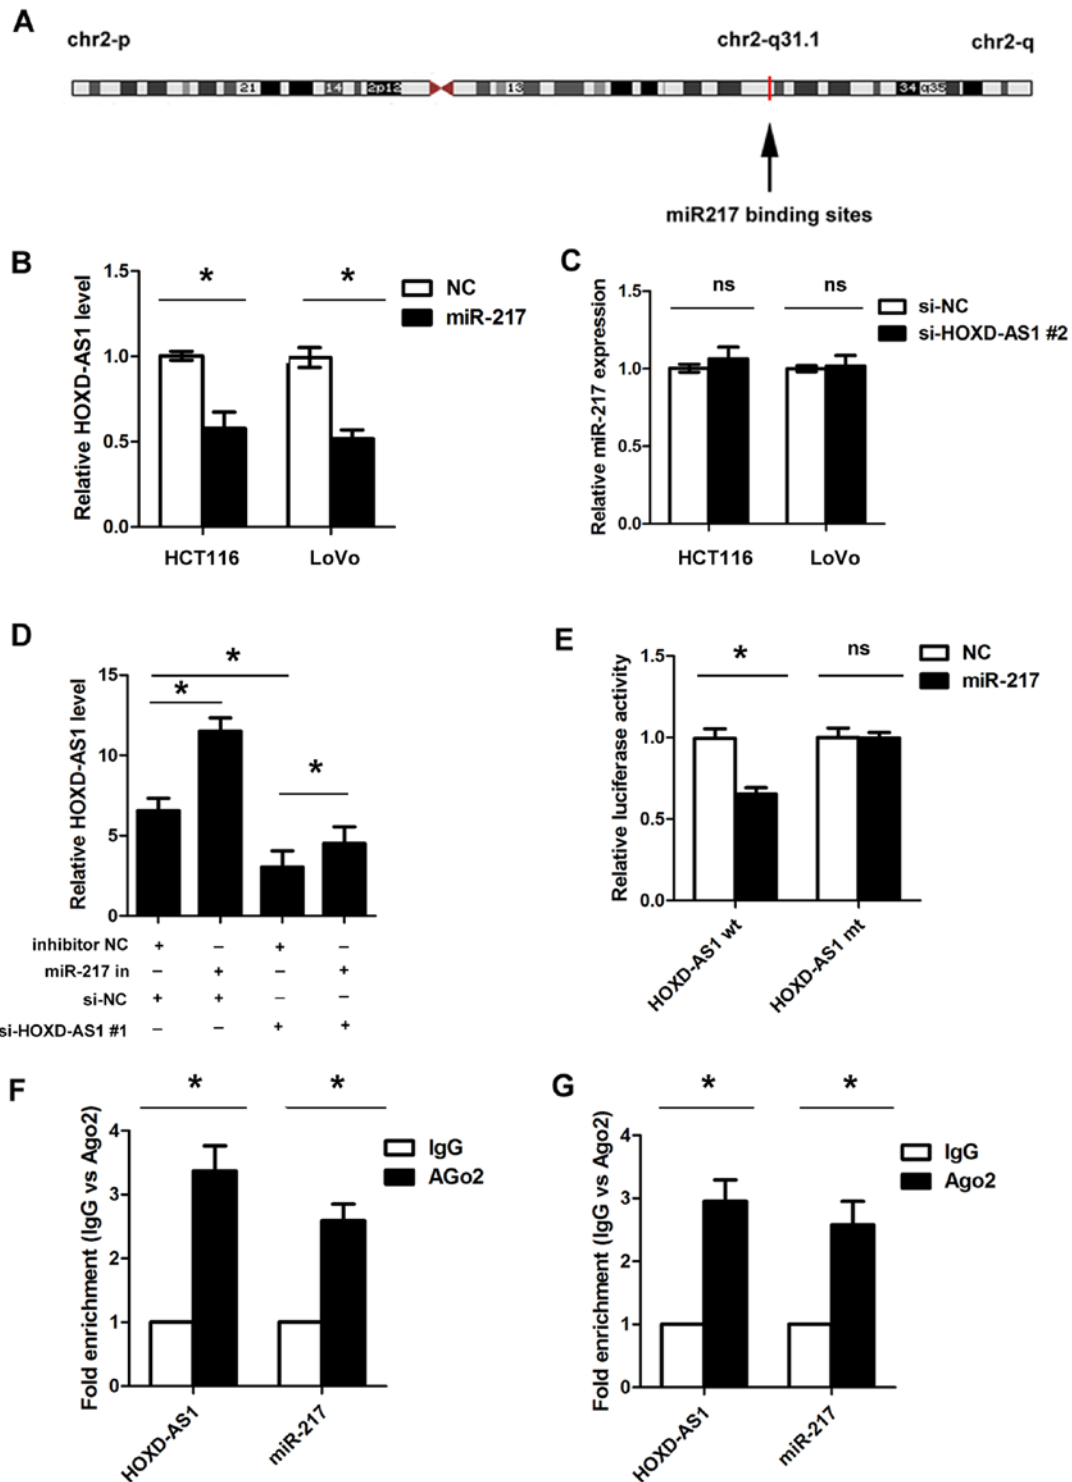 A
chr2-p
chr2-q31.1
chr2-q
21
14
2p12
13
34
q35
miR217 binding sites
B
Relative HOXD-AS1 level
1.5
1.0
0.5
0.0
*
*
NC
miR-217
HCT116
LoVo
C
Relative miR-217 expression
1.5
1.0
0.5
0.0
ns
ns
si-NC
si-HOXD-AS1 #2
HCT116
LoVo
D
Relative HOXD-AS1 level
15
10
5
0
*
*
*
inhibitor NC + – + –
miR-217 in – + – +
si-NC + + – –
si-HOXD-AS1 #1 – – + +
E
Relative luciferase activity
1.5
1.0
0.5
0.0
*
ns
NC
miR-217
HOXD-AS1 wt
HOXD-AS1 mt
F
Fold enrichment (IgG vs Ago2)
4
3
2
1
0
*
*
IgG
AGo2
HOXD-AS1
miR-217
G
Fold enrichment (IgG vs Ago2)
4
3
2
1
0
*
*
IgG
Ago2
HOXD-AS1
miR-217